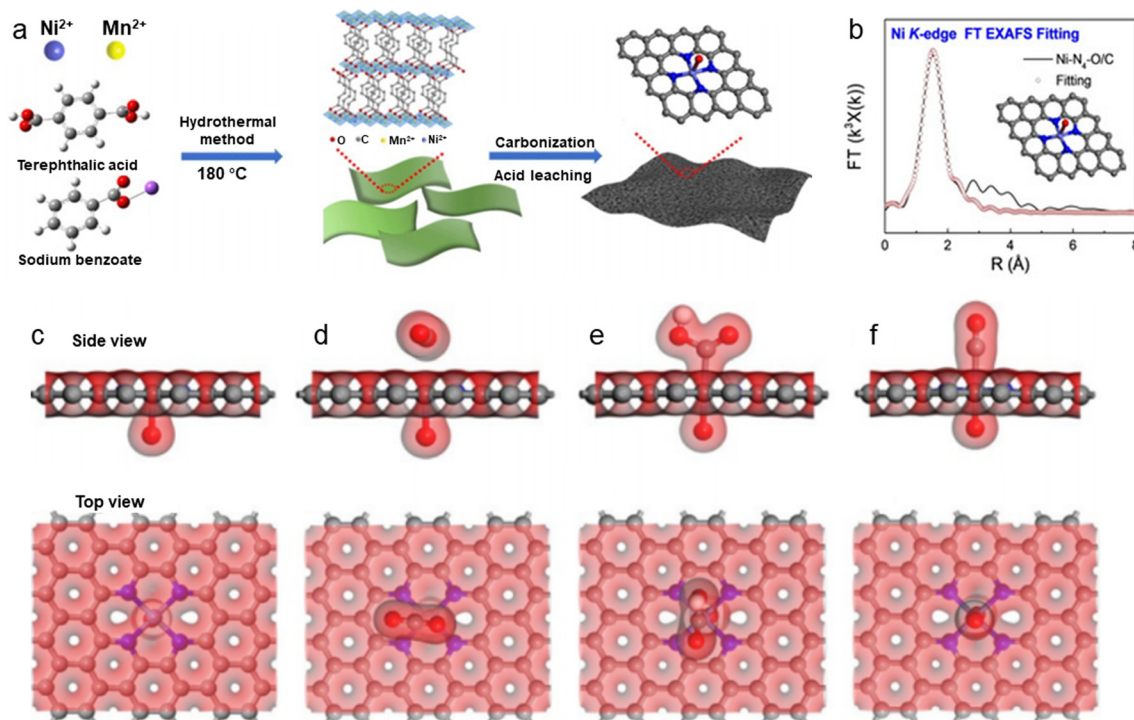 a
Ni²⁺ Mn²⁺
Terephthalic acid
Sodium benzoate
Hydrothermal
method
180 °C
O C Mn²⁺ Ni²⁺
Carbonization
Acid leaching
b
Ni K-edge FT EXAFS Fitting
Ni-N₄-O/C
Fitting
FT (k³X(k))
0 2 4 6 8
R (Å)
c Side view
d
e
f
Top view